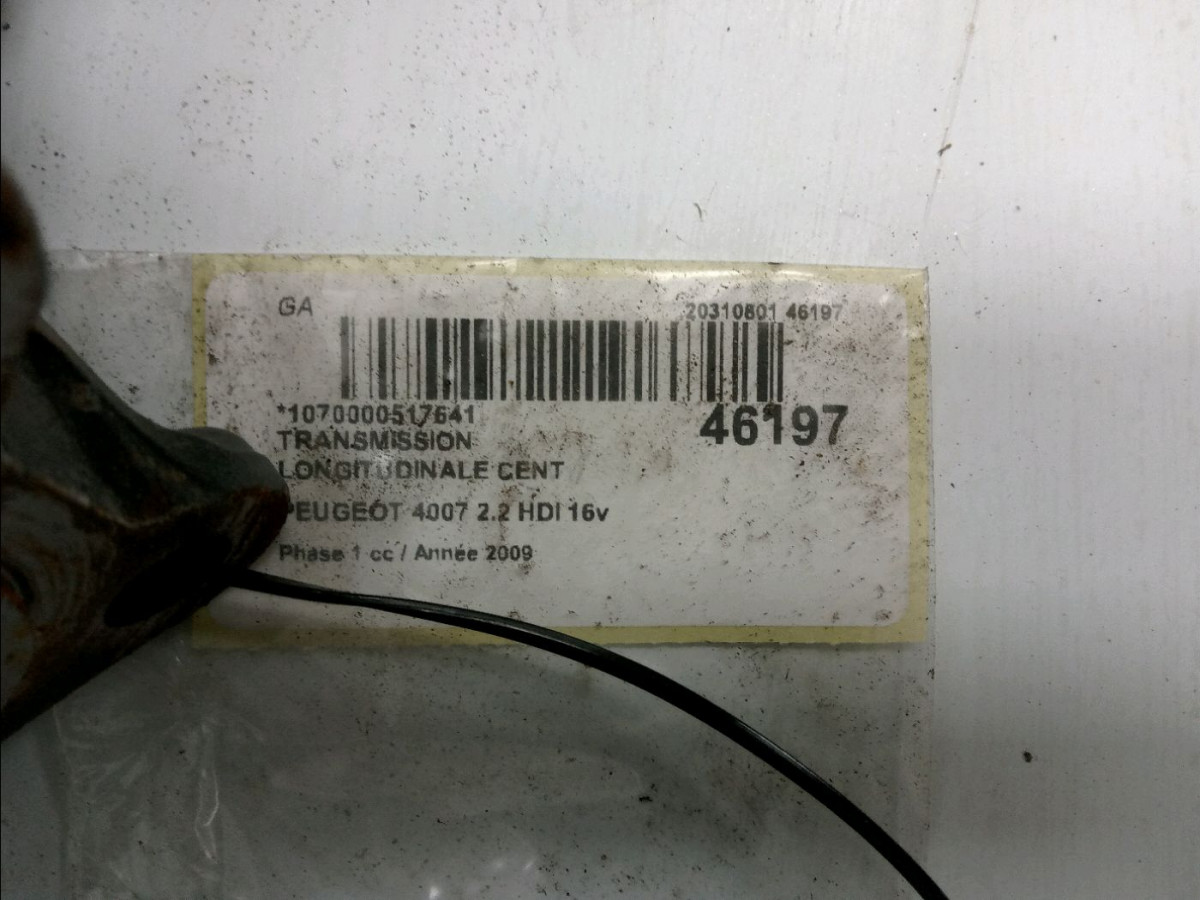 GA
20310801 46197
*1070000517641
46197
TRANSMISSION
LONGITUDINALE CENT
PEUGEOT 4007 2.2 HDI 16v
Phase 1 cc / Année 2009